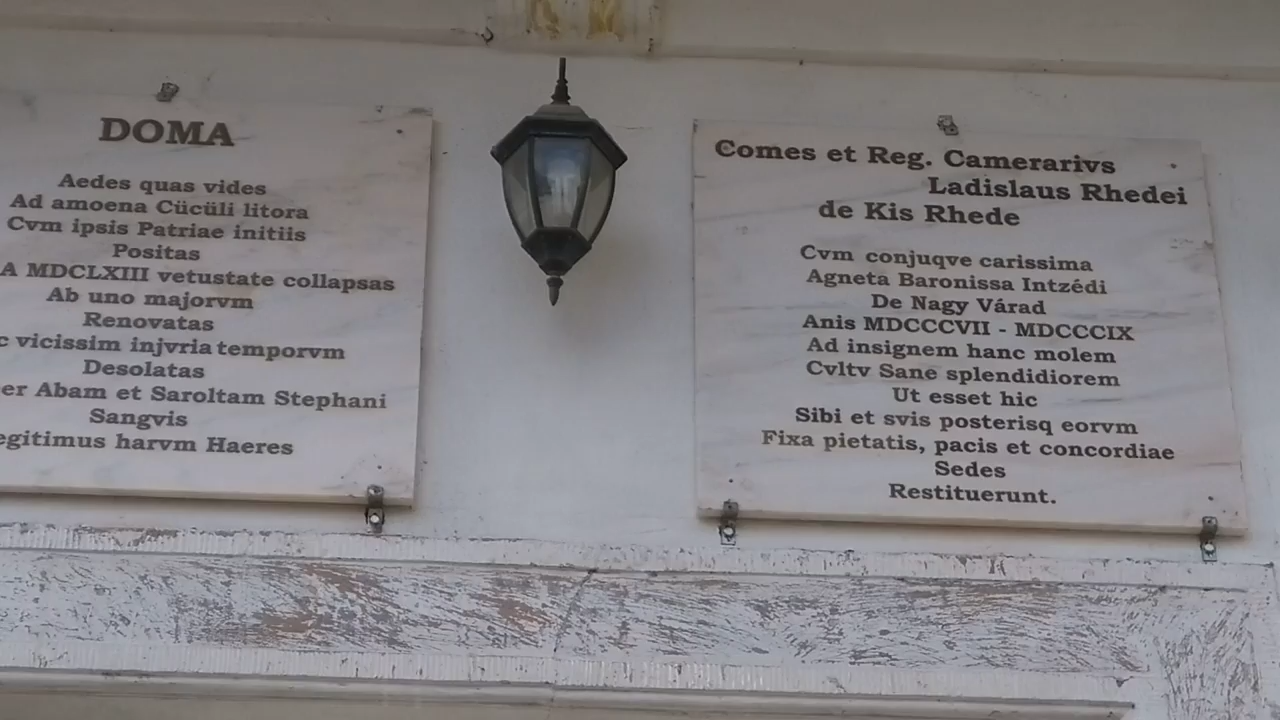 DOMA
Aedes quas vides
Ad amoena Cücüli litora
Cvm ipsis Patriae initiis
Positas
A MDCLXIII vetustate collapsas
Ab uno majorvm
Renovatas
vicissim injvria temporvm
Desolatas
Abam et Saroltam Stephani
Sangvis
egitimus harvm Haeres
Comes et Reg. Camerarivs
Ladislaus Rhedei
de Kis Rhede
Cvm conjuqve carissima
Agneta Baronissa Intzédi
De Nagy Várad
Anis MDCCCVII - MDCCCIX
Ad insignem hanc molem
Cvltv Sane splendidiorem
Ut esset hic
Sibi et svis posterisq eorvm
Fixa pietatis, pacis et concordiae
Sedes
Restituerunt.